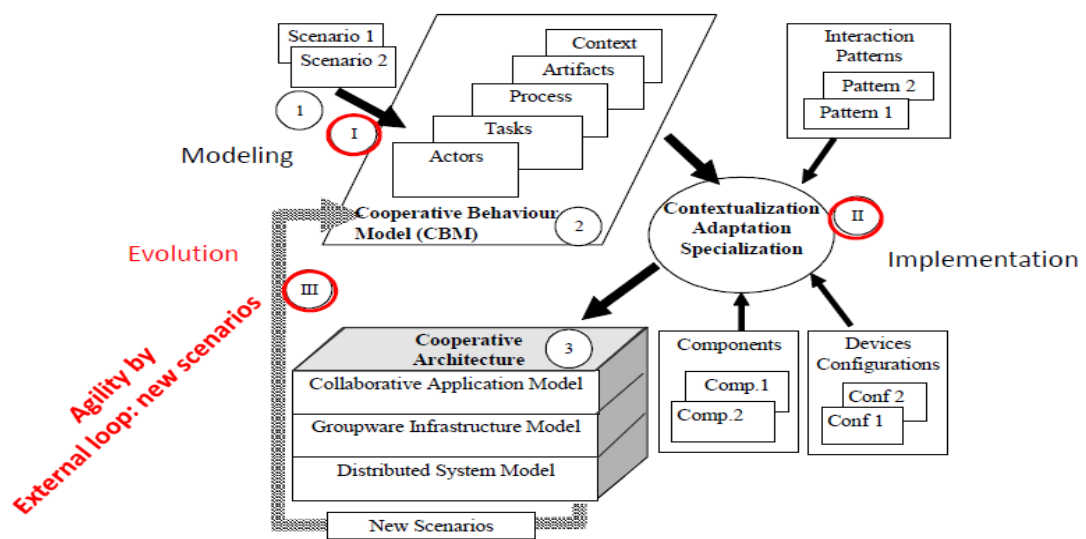 Scenario 1
Scenario 2
1
I
Modeling
Context
Artifacts
Process
Tasks
Actors
Cooperative Behaviour
Model (CBM)
2
Interaction
Patterns
Pattern 2
Pattern 1
Contextualization
Adaptation
Specialization
II
Implementation
Evolution
III
Agility by
External loop: new scenarios
Cooperative
Architecture
3
Collaborative Application Model
Groupware Infrastructure Model
Distributed System Model
New Scenarios
Components
Comp.1
Comp.2
Devices
Configurations
Conf 2
Conf 1